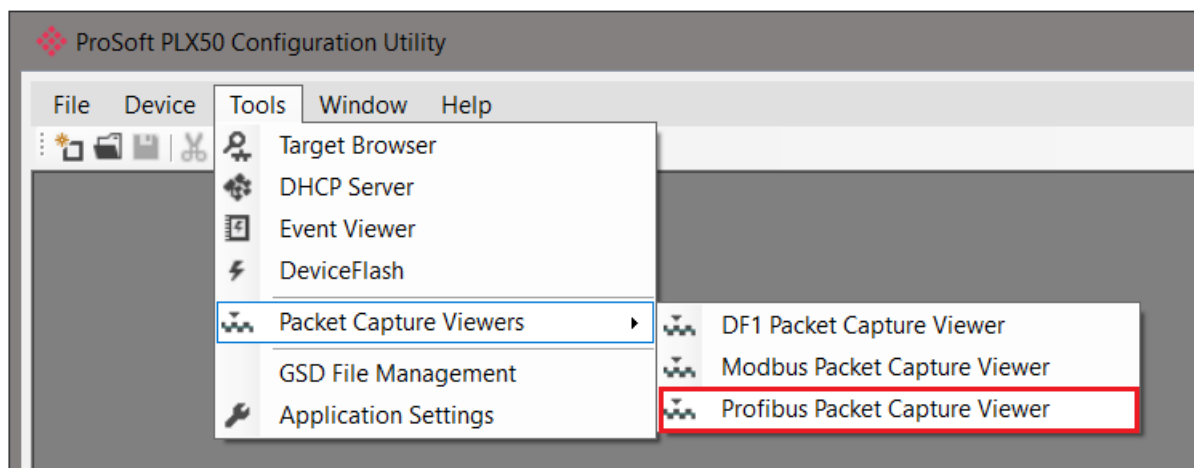 ProSoft PLX50 Configuration Utility
File Device Tools Window Help
Target Browser
DHCP Server
Event Viewer
DeviceFlash
Packet Capture Viewers
GSD File Management
Application Settings
DF1 Packet Capture Viewer
Modbus Packet Capture Viewer
Profibus Packet Capture Viewer